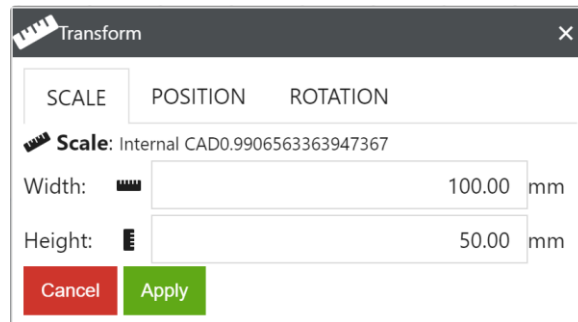 Transform ×
SCALE POSITION ROTATION
Scale: Internal CAD0.9906563363947367
Width: 100.00 mm
Height: 50.00 mm
Cancel Apply